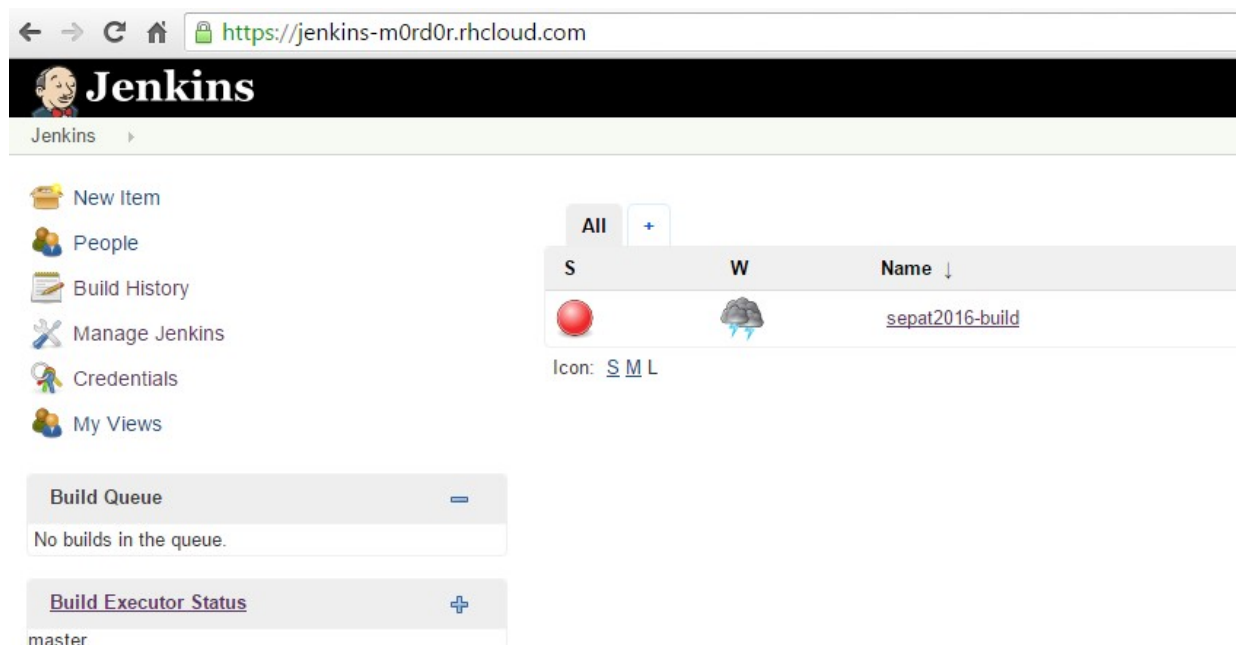 https://jenkins-m0rd0r.rhcloud.com
Jenkins
Jenkins
New Item
People
Build History
Manage Jenkins
Credentials
My Views
Build Queue
No builds in the queue.
Build Executor Status
master
All +
S W Name ↓
sepat2016-build
Icon: S M L